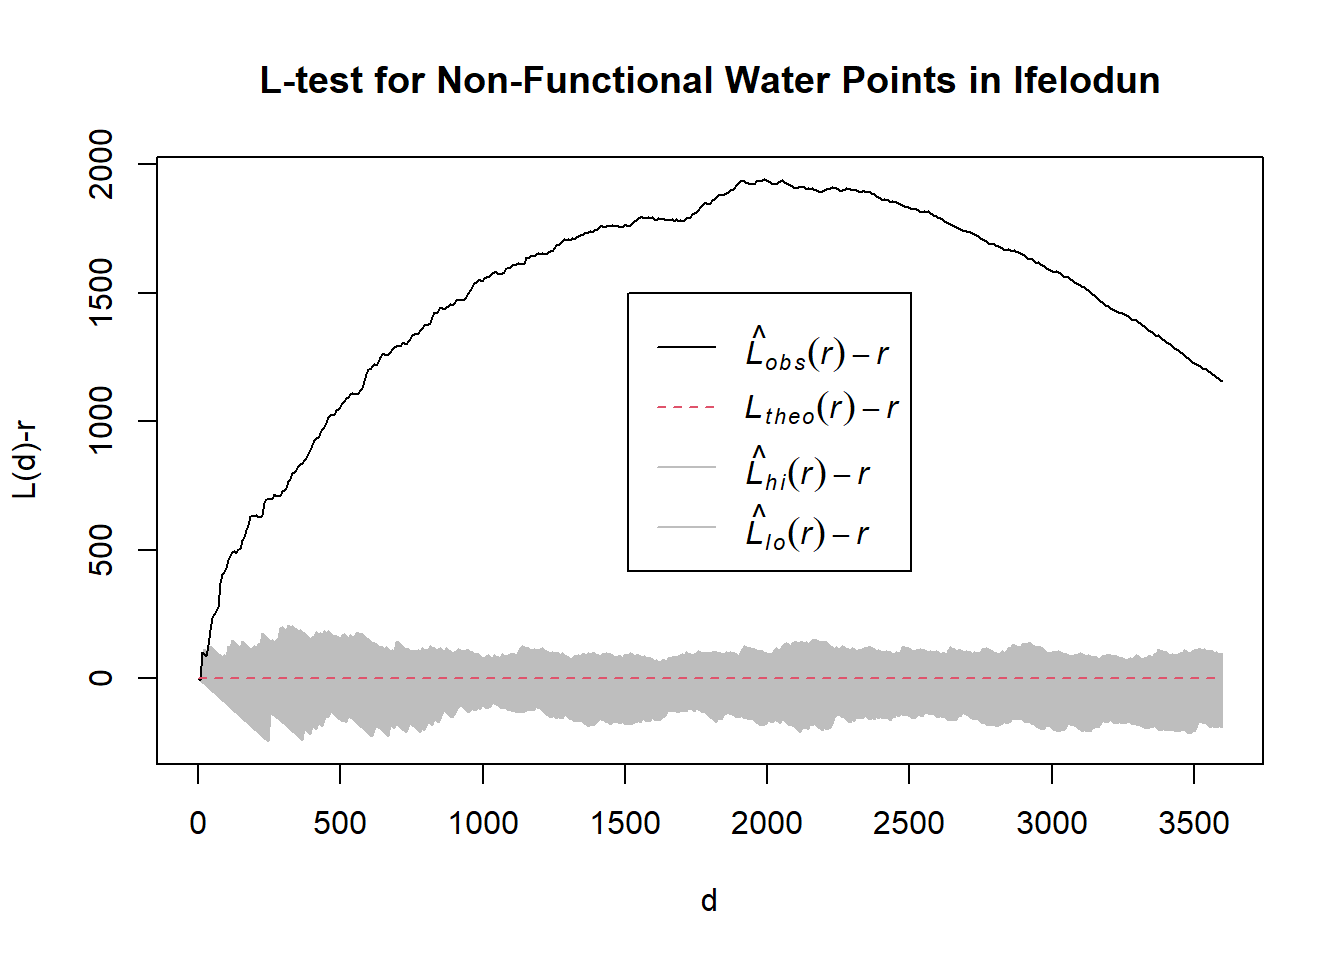 L-test for Non-Functional Water Points in Ifelodun
L(d)-r
2000
1500
1000
500
0
L̂obs(r) – r
Ltheo(r) – r
L̂hi(r) – r
L̂lo(r) – r
0 500 1000 1500 2000 2500 3000 3500
d